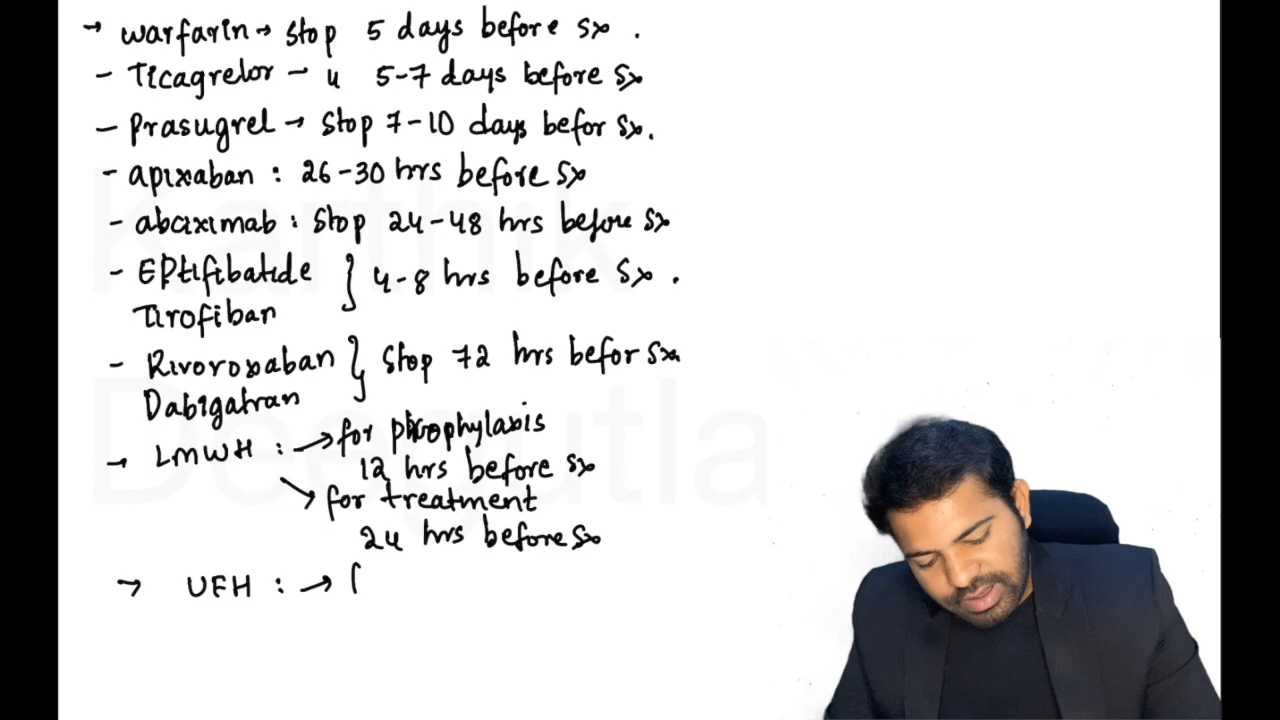 → warfarin → stop 5 days before Sx.
- Ticagrelor - " 5-7 days before Sx
- Prasugrel → stop 7-10 days befor Sx.
- apixaban : 26-30 hrs before Sx
- abciximab : stop 24-48 hrs before Sx
- Eptifibatide } 4-8 hrs before Sx.
Tirofiban
- Rivoroxaban } stop 72 hrs befor Sx
Dabigatran
→ LMWH : → for prophylaxis
12 hrs before Sx
→ for treatment
24 hrs before Sx
→ UFH : → (
Karthik